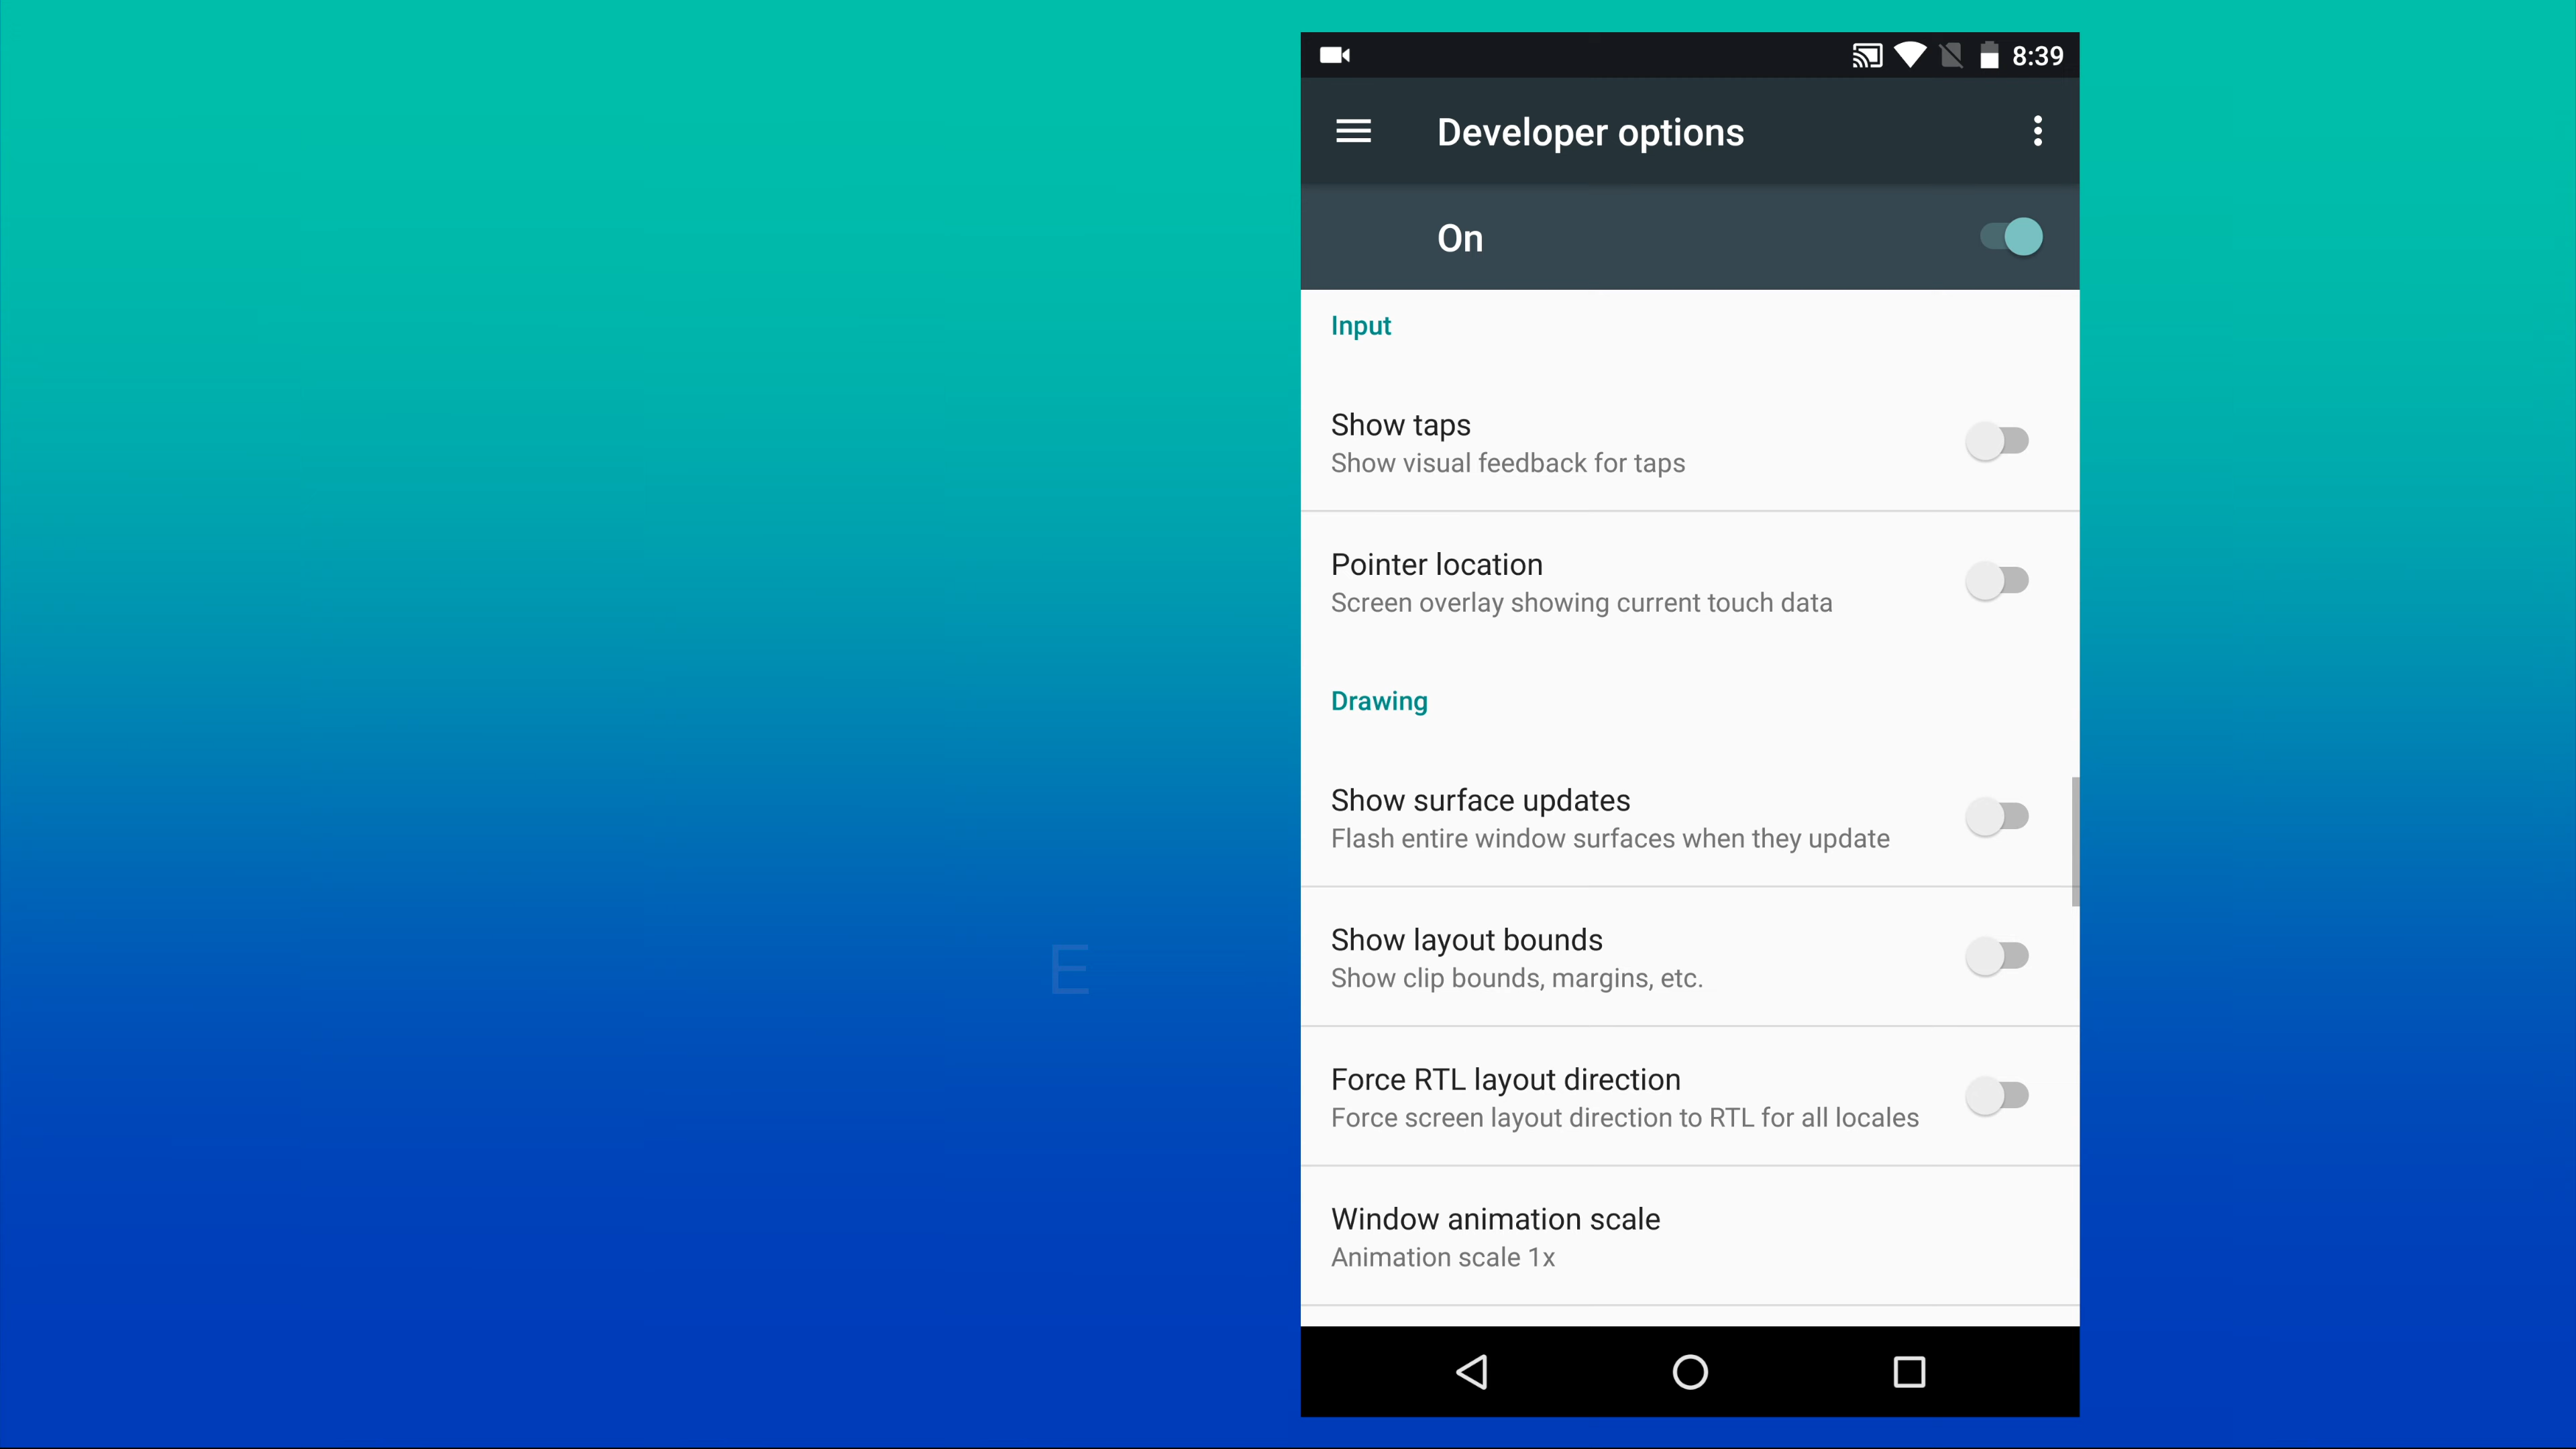 8:39
Developer options
On
Input
Show taps
Show visual feedback for taps
Pointer location
Screen overlay showing current touch data
Drawing
Show surface updates
Flash entire window surfaces when they update
E
Show layout bounds
Show clip bounds, margins, etc.
Force RTL layout direction
Force screen layout direction to RTL for all locales
Window animation scale
Animation scale 1x